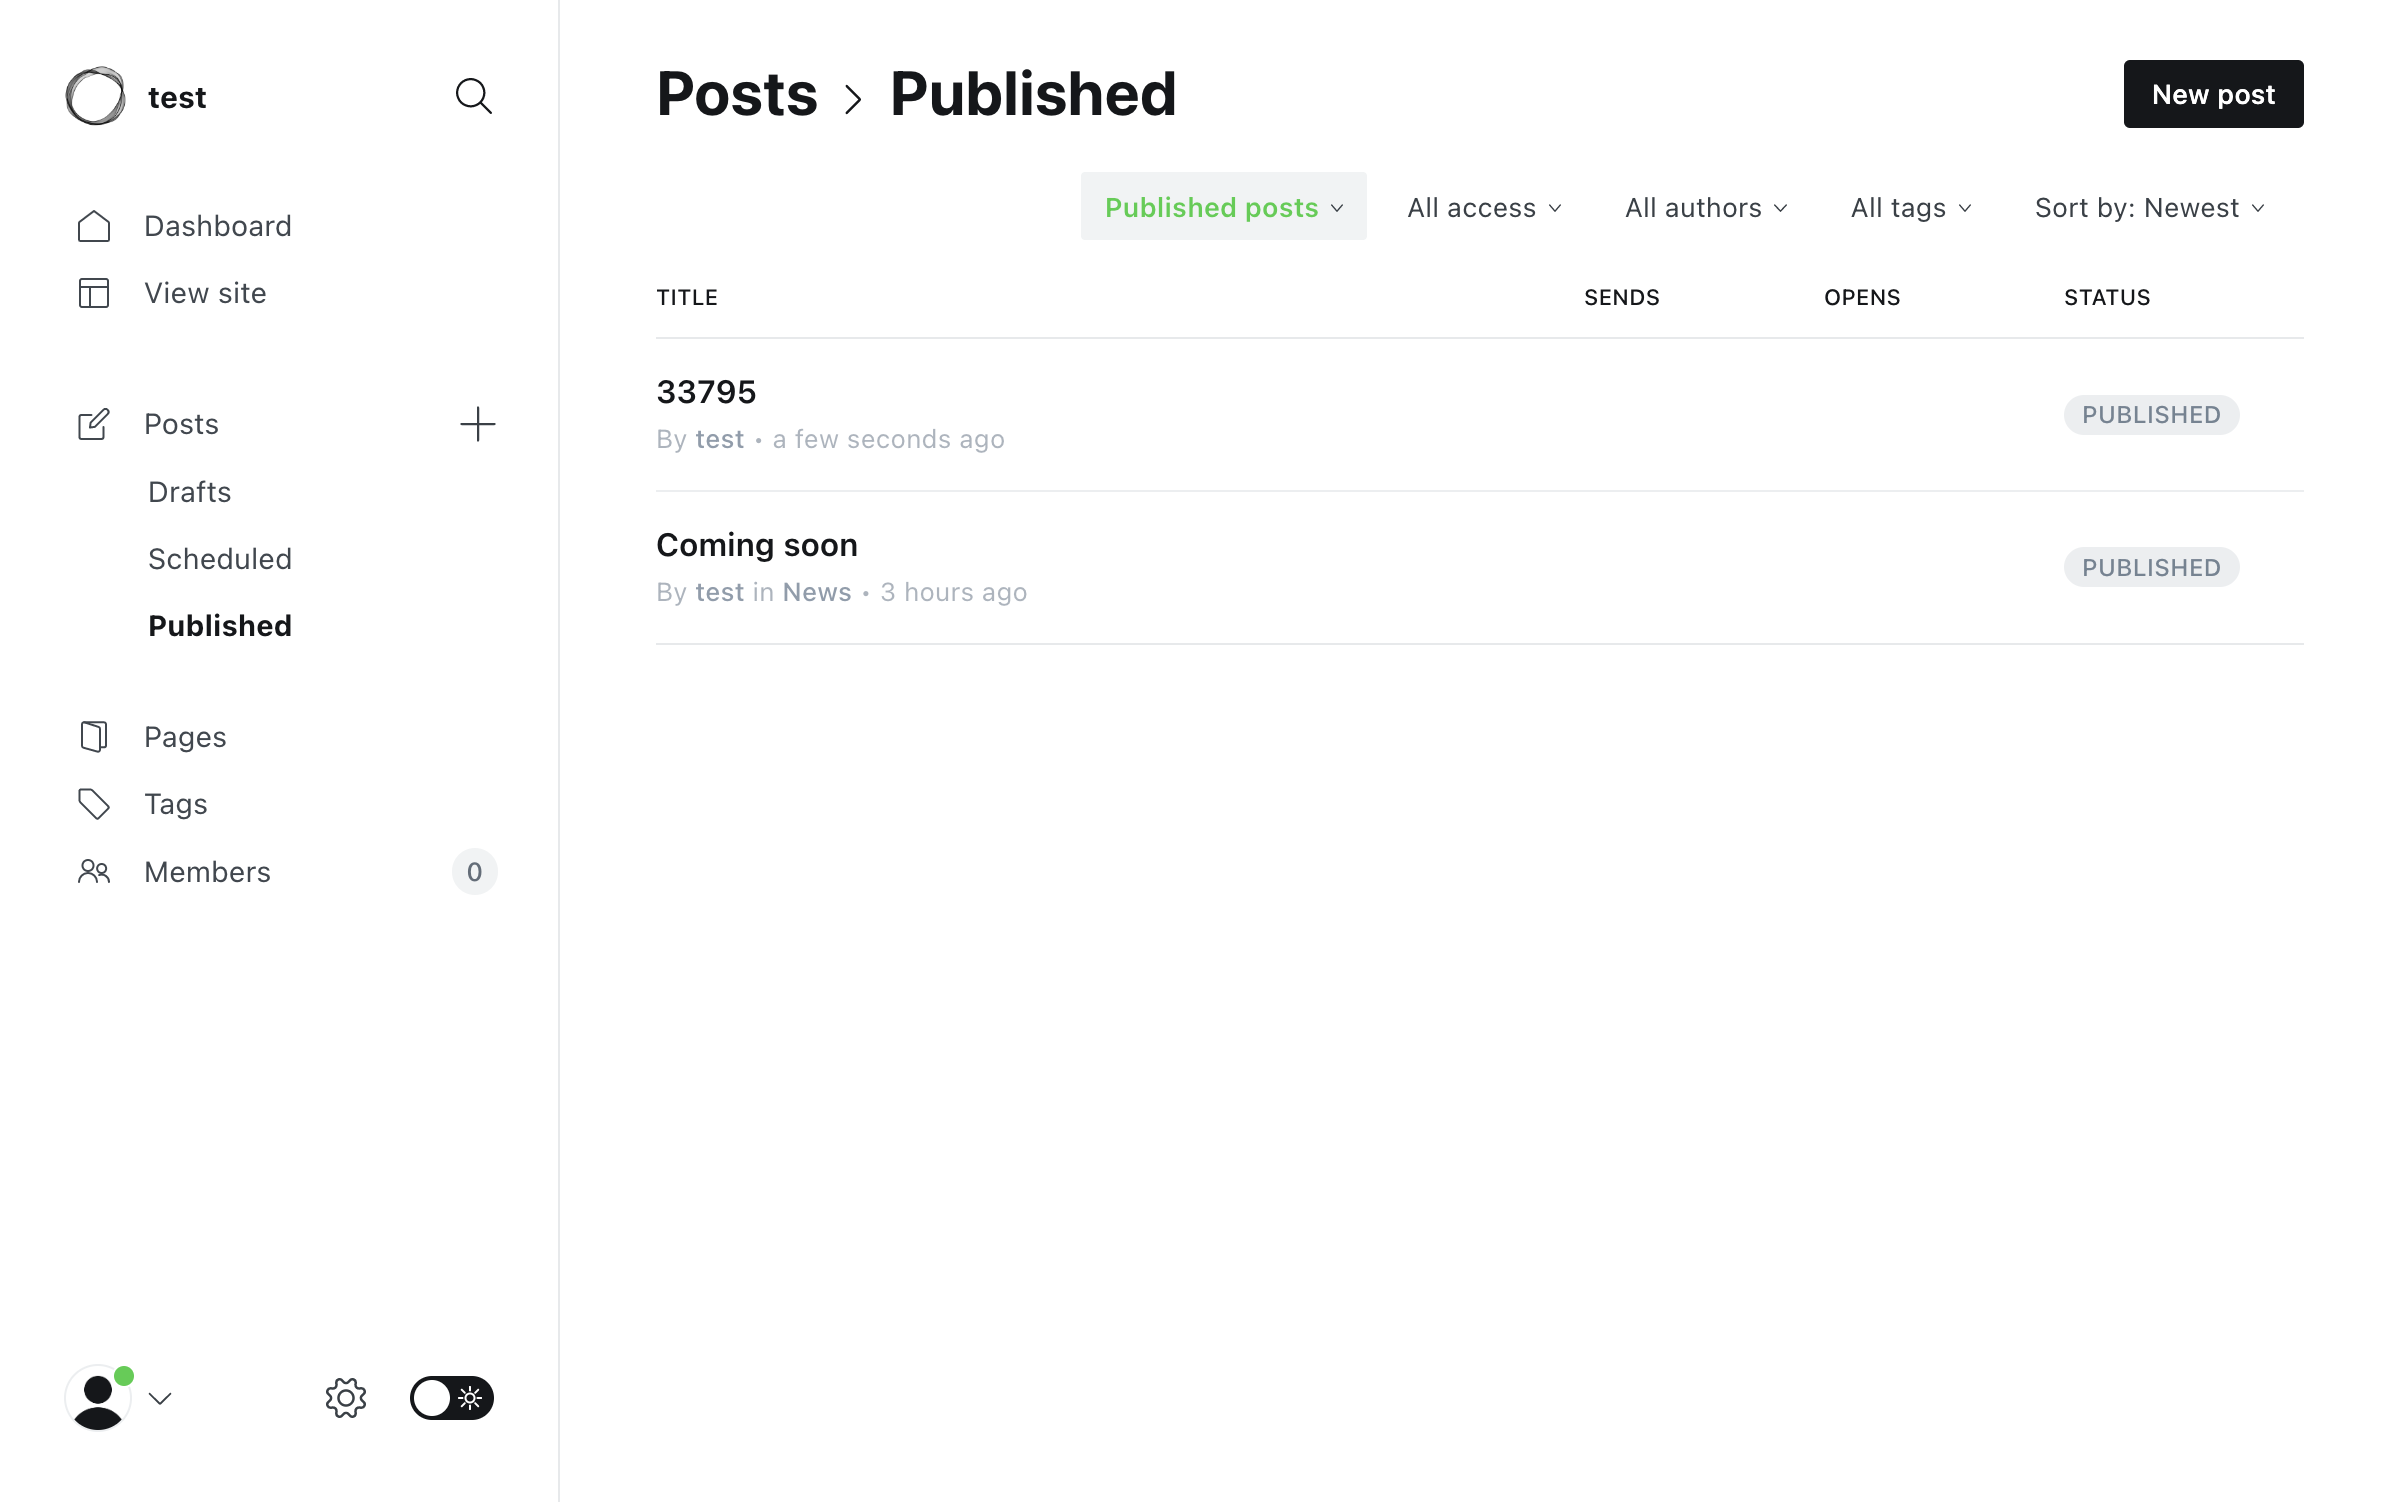 test
Dashboard
View site
Posts
Drafts
Scheduled
Published
Pages
Tags
Members 0
Posts > Published
New post
Published posts All access All authors All tags Sort by: Newest
TITLE SENDS OPENS STATUS
33795
By test • a few seconds ago
PUBLISHED
Coming soon
By test in News • 3 hours ago
PUBLISHED